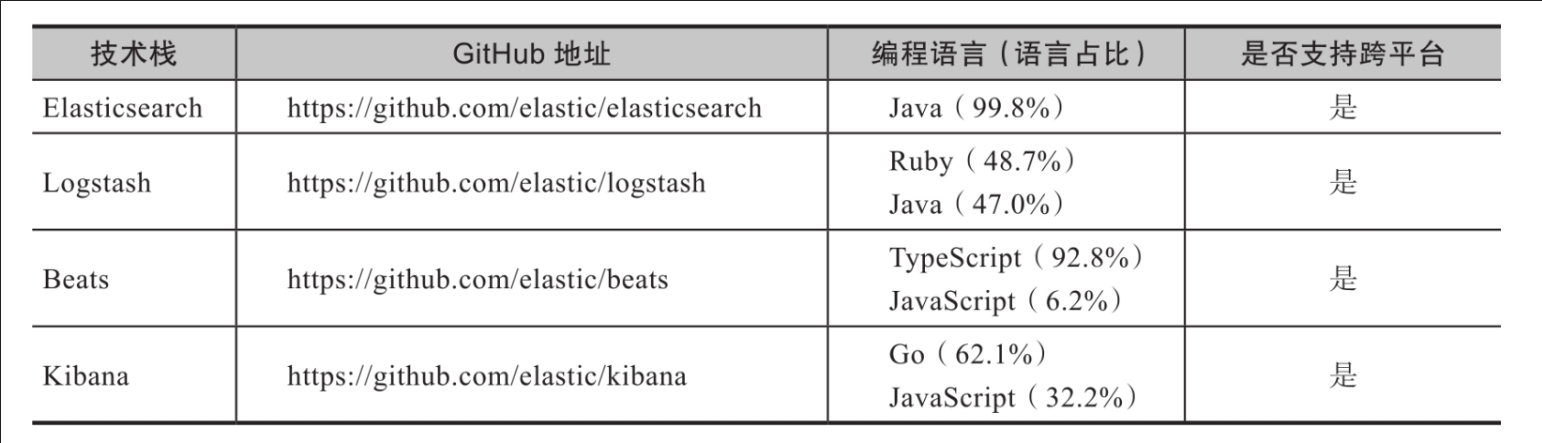 技术栈 GitHub 地址 编程语言（语言占比） 是否支持跨平台
Elasticsearch https://github.com/elastic/elasticsearch Java（99.8%） 是
Logstash https://github.com/elastic/logstash Ruby（48.7%） 是
Java（47.0%）
Beats https://github.com/elastic/beats TypeScript（92.8%） 是
JavaScript（6.2%）
Kibana https://github.com/elastic/kibana Go（62.1%） 是
JavaScript（32.2%）